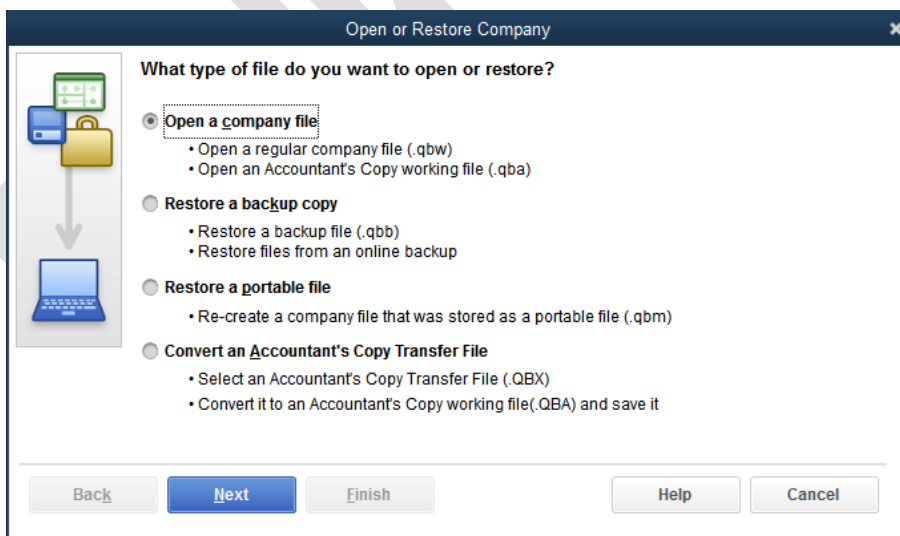 Open or Restore Company
What type of file do you want to open or restore?
Open a company file
• Open a regular company file (.qbw)
• Open an Accountant's Copy working file (.qba)
Restore a backup copy
• Restore a backup file (.qbb)
• Restore files from an online backup
Restore a portable file
• Re-create a company file that was stored as a portable file (.qbm)
Convert an Accountant's Copy Transfer File
• Select an Accountant's Copy Transfer File (.QBX)
• Convert it to an Accountant's Copy working file(.QBA) and save it
Back Next Finish Help Cancel